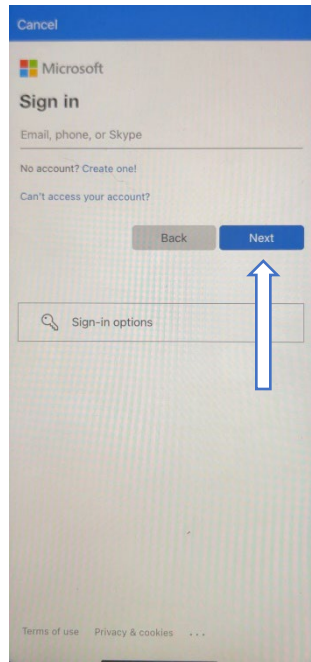 Cancel
Microsoft
Sign in
Email, phone, or Skype
No account? Create one!
Can't access your account?
Back Next
Sign-in options
Terms of use Privacy & cookies ...